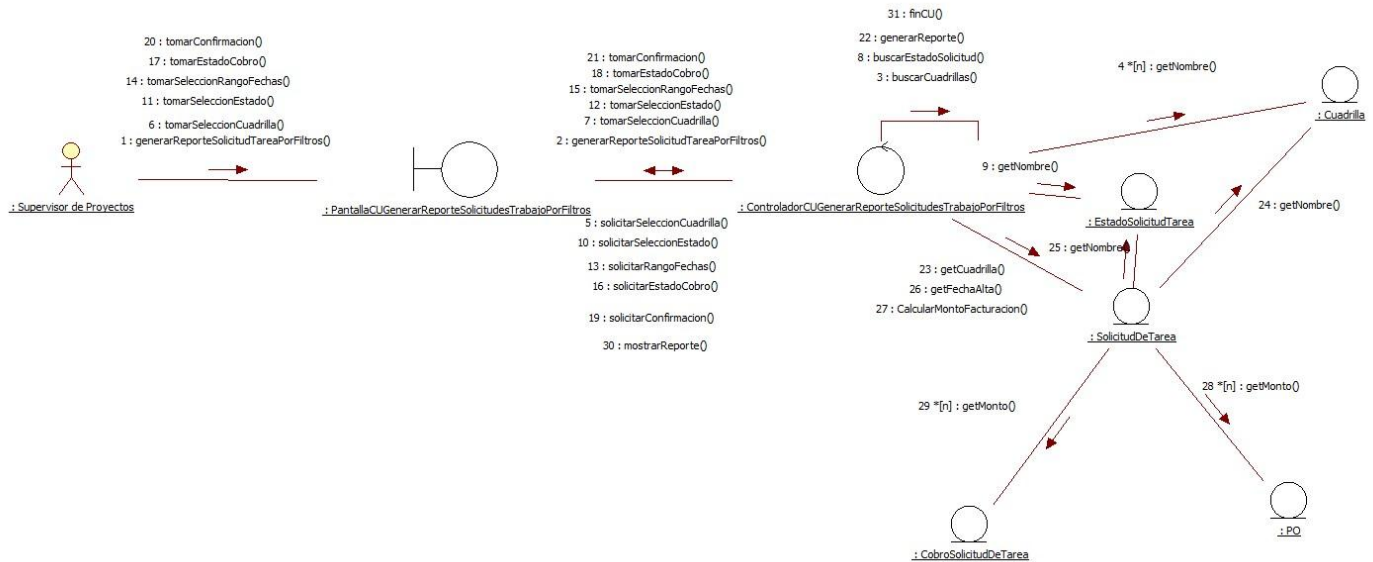 31 : finCU()
20 : tomarConfirmacion()
17 : tomarEstadoCobro()
14 : tomarSeleccionRangoFechas()
11 : tomarSeleccionEstado()
6 : tomarSeleccionCuadrilla()
1 : generarReporteSolicitudTareaPorFiltros()
21 : tomarConfirmacion()
18 : tomarEstadoCobro()
15 : tomarSeleccionRangoFechas()
12 : tomarSeleccionEstado()
7 : tomarSeleccionCuadrilla()
2 : generarReporteSolicitudTareaPorFiltros()
22 : generarReporte()
8 : buscarEstadoSolicitud()
3 : buscarCuadrillas()
4 *[n] : getNombre()
: Cuadrilla
9 : getNombre()
: Supervisor de Proyectos
: PantallaCUGenerarReporteSolicitudesTrabajoPorFiltros
: ControladorCUGenerarReporteSolicitudesTrabajoPorFiltros
: EstadoSolicitudTarea
24 : getNombre()
5 : solicitarSeleccionCuadrilla()
10 : solicitarSeleccionEstado()
13 : solicitarRangoFechas()
16 : solicitarEstadoCobro()
19 : solicitarConfirmacion()
30 : mostrarReporte()
25 : getNombre()
23 : getCuadrilla()
26 : getFechaAlta()
27 : CalcularMontoFacturacion()
: SolicitudDeTarea
28 *[n] : getMonto()
29 *[n] : getMonto()
: PO
: CobroSolicitudDeTarea